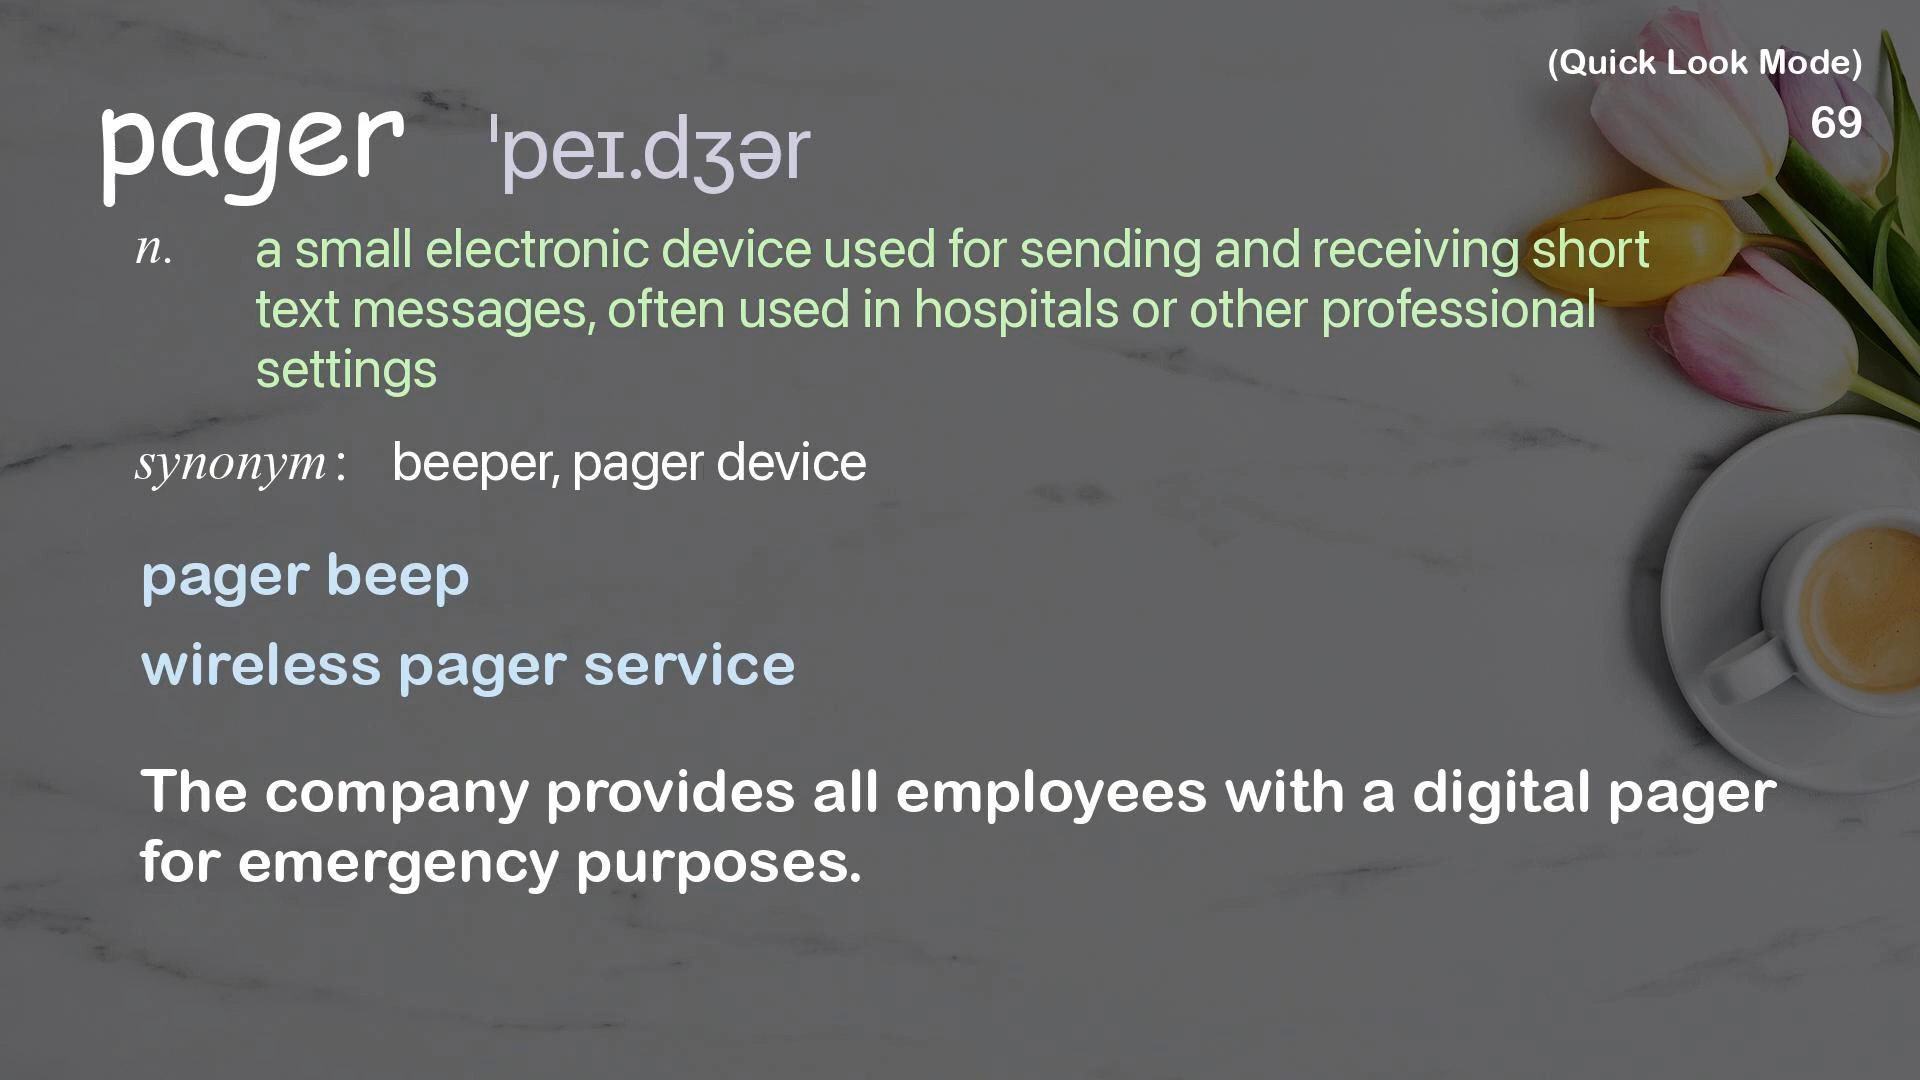 (Quick Look Mode)
69
pager ˈpeɪ.dʒər
n. a small electronic device used for sending and receiving short
text messages, often used in hospitals or other professional
settings
synonym: beeper, pager device
pager beep
wireless pager service
The company provides all employees with a digital pager
for emergency purposes.